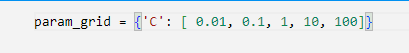 param_grid = {'C': [ 0.01, 0.1, 1, 10, 100]}